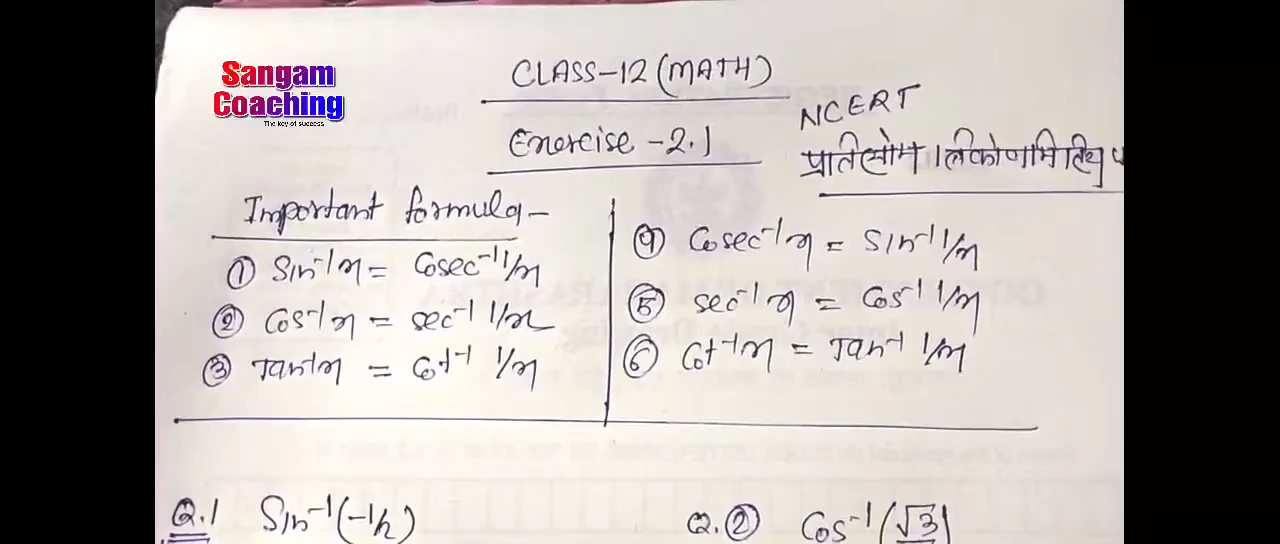 Sangam
Coaching
The key of success
CLASS-12 (MATH)
NCERT
Exercise -2.1
Important formula-
① Sin⁻¹x = Cosec⁻¹ 1/x
② Cos⁻¹x = sec⁻¹ 1/x
③ Tan⁻¹x = Cot⁻¹ 1/x
④ Cosec⁻¹x = Sin⁻¹ 1/x
⑤ sec⁻¹x = Cos⁻¹ 1/x
⑥ Cot⁻¹x = Tan⁻¹ 1/x
Q.1 Sin⁻¹(-1/2)
Q.② Cos⁻¹(√3